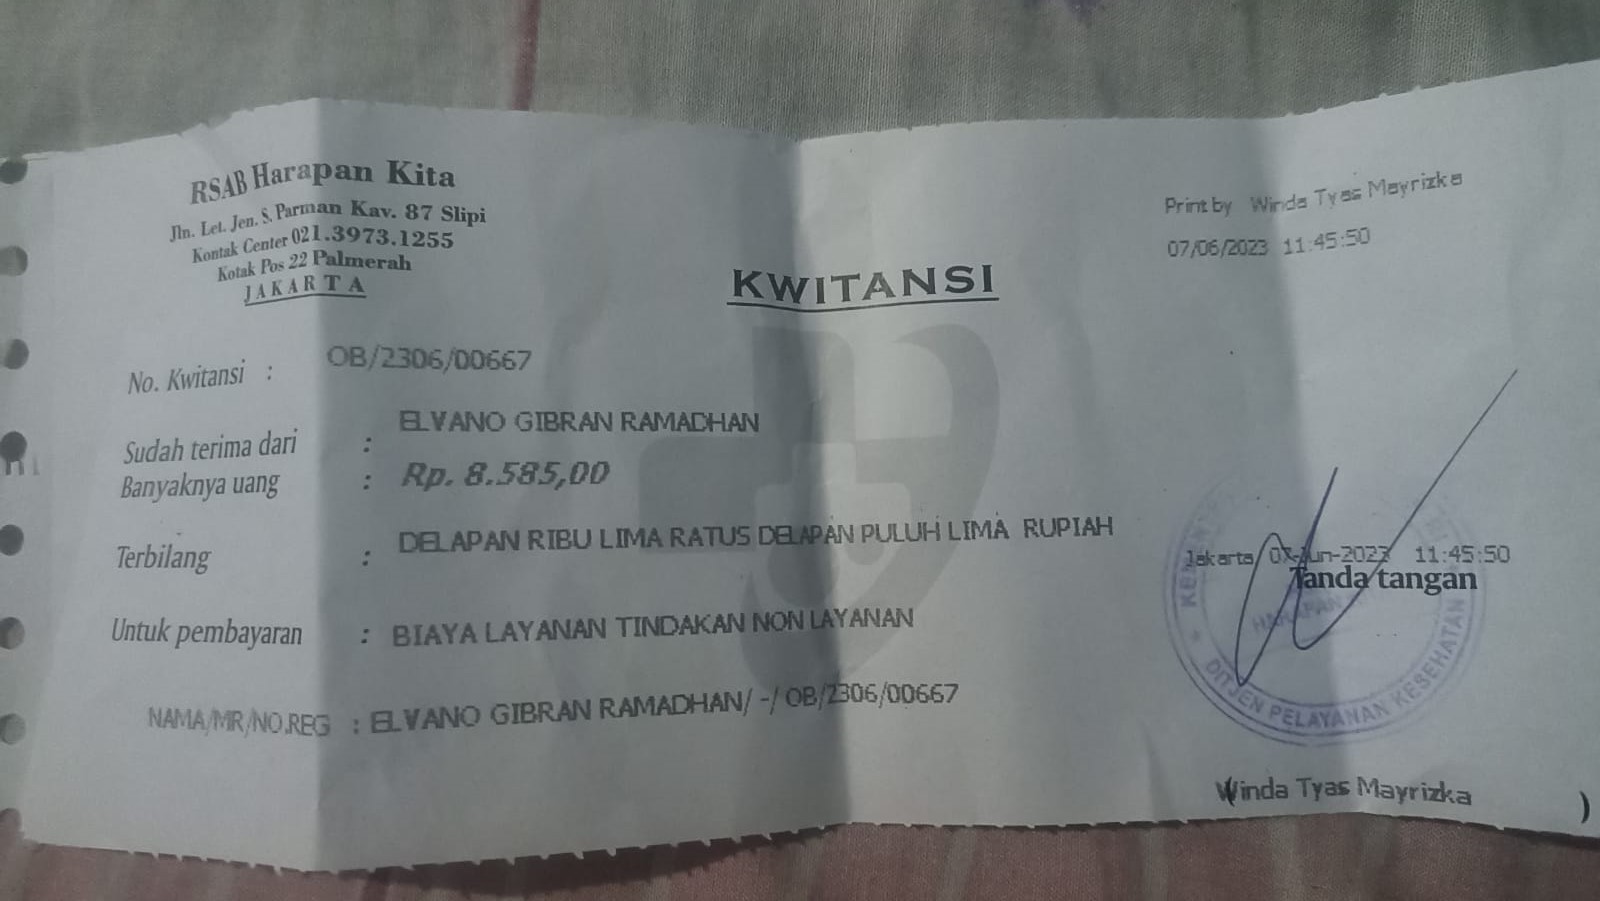 RSAB Harapan Kita
Jln. Let. Jen. S. Parman Kav. 87 Slipi
Kontak Center 021.3973.1255
Kotak Pos 22 Palmerah
JAKARTA
Print by Winda Tyas Mayrizka
07/06/2023 11:45:50
KWITANSI
No. Kwitansi : OB/2306/00667
Sudah terima dari : ELVANO GIBRAN RAMADHAN
Banyaknya uang : Rp. 8.585,00
Terbilang : DELAPAN RIBU LIMA RATUS DELAPAN PULUH LIMA RUPIAH
Untuk pembayaran : BIAYA LAYANAN TINDAKAN NON LAYANAN
NAMA/MR/NO.REG : ELVANO GIBRAN RAMADHAN/ -/ OB/2306/00667
Jakarta, 07-Jun-2023 11:45:50
Tanda tangan
HARAPAN
DITJEN PELAYANAN KESEHATAN
Winda Tyas Mayrizka )